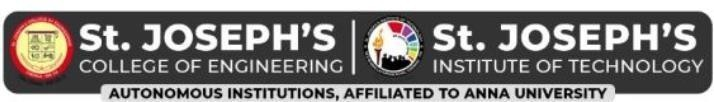 St. JOSEPH'S
COLLEGE OF ENGINEERING
St. JOSEPH'S
INSTITUTE OF TECHNOLOGY
AUTONOMOUS INSTITUTIONS, AFFILIATED TO ANNA UNIVERSITY